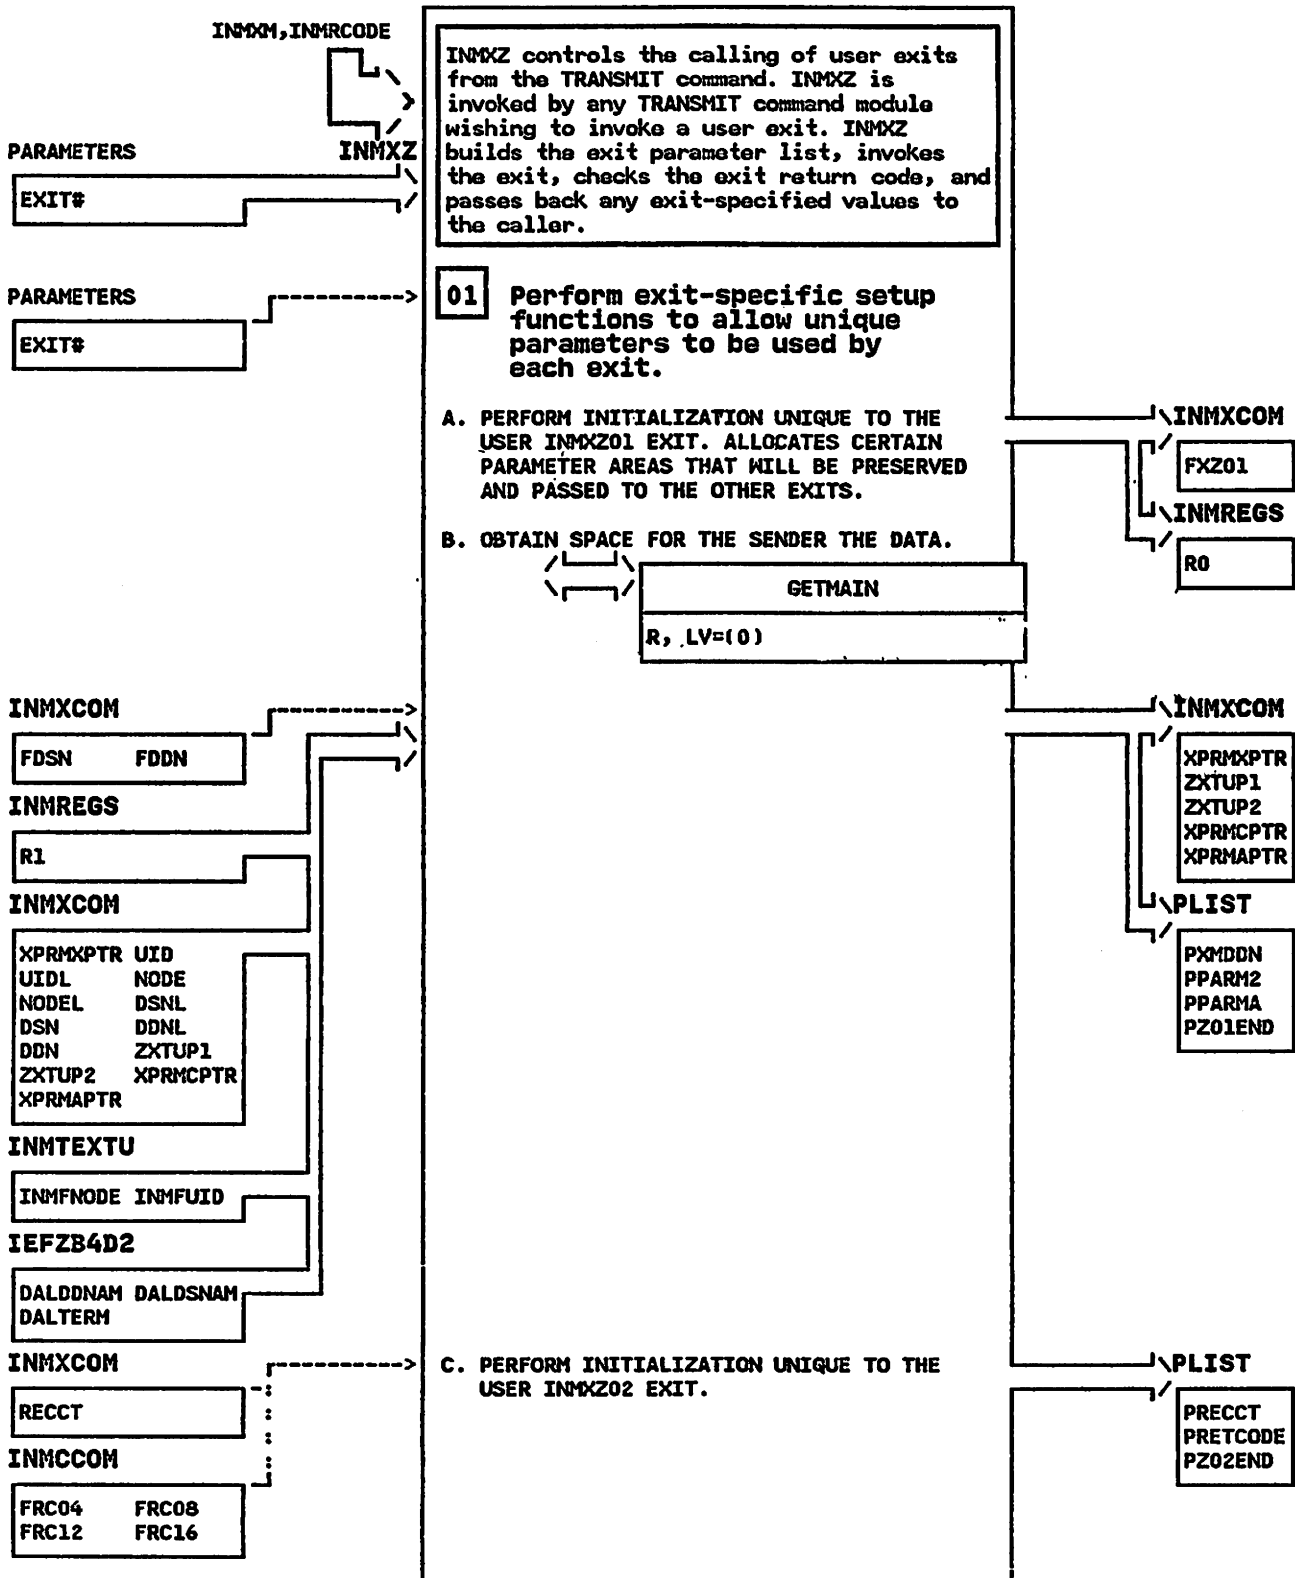 INMXM,INMRCODE
INMXZ controls the calling of user exits
from the TRANSMIT command. INMXZ is
invoked by any TRANSMIT command module
wishing to invoke a user exit. INMXZ
builds the exit parameter list, invokes
the exit, checks the exit return code, and
passes back any exit-specified values to
the caller.
PARAMETERS INMXZ
EXIT#
PARAMETERS
EXIT#
01 Perform exit-specific setup
functions to allow unique
parameters to be used by
each exit.
A. PERFORM INITIALIZATION UNIQUE TO THE
USER INMXZ01 EXIT. ALLOCATES CERTAIN
PARAMETER AREAS THAT WILL BE PRESERVED
AND PASSED TO THE OTHER EXITS.
INMXCOM
FXZ01
INMREGS
R0
B. OBTAIN SPACE FOR THE SENDER THE DATA.
GETMAIN
R, LV=(0)
INMXCOM
FDSN FDDN
INMREGS
R1
INMXCOM
XPRMXPTR UID
UIDL NODE
NODEL DSNL
DSN DDNL
DDN ZXTUP1
ZXTUP2 XPRMCPTR
XPRMAPTR
INMTEXTU
INMFNODE INMFUID
IEFZB4D2
DALDDNAM DALDSNAM
DALTERM
INMXCOM
XPRMXPTR
ZXTUP1
ZXTUP2
XPRMCPTR
XPRMAPTR
PLIST
PXMDDN
PPARM2
PPARMA
PZ01END
INMXCOM
RECCT
INMCCOM
FRC04 FRC08
FRC12 FRC16
C. PERFORM INITIALIZATION UNIQUE TO THE
USER INMXZ02 EXIT.
PLIST
PRECCT
PRETCODE
PZ02END